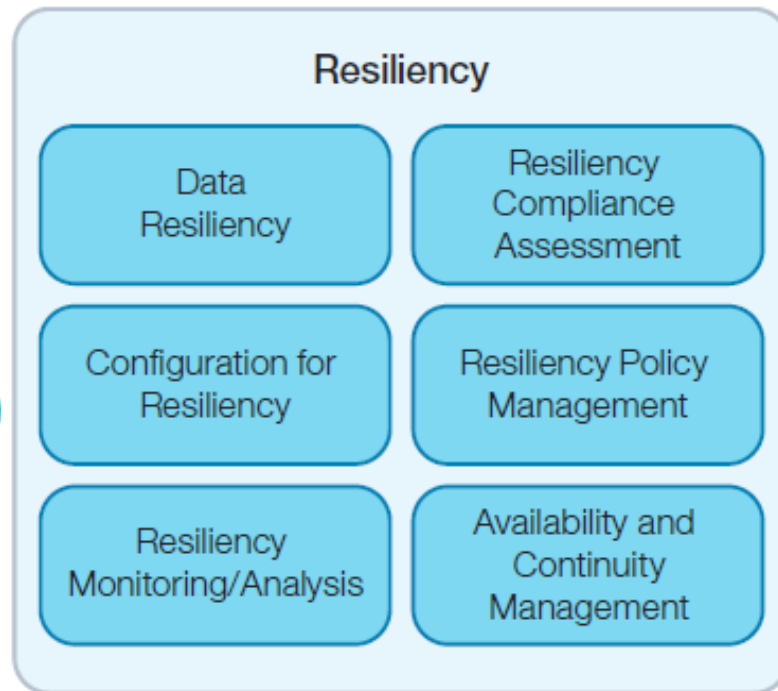 Resiliency
Data
Resiliency
Resiliency
Compliance
Assessment
Configuration for
Resiliency
Resiliency Policy
Management
Resiliency
Monitoring/Analysis
Availability and
Continuity
Management